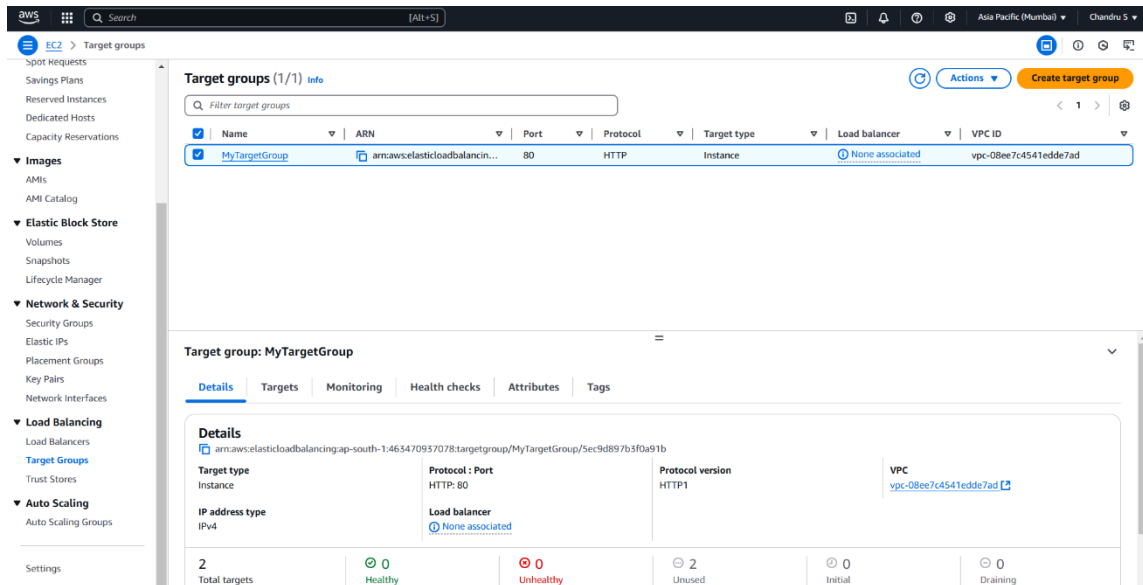 aws Search [Alt+S] Asia Pacific (Mumbai) Chandru S
EC2 > Target groups
Spot Requests
Savings Plans
Reserved Instances
Dedicated Hosts
Capacity Reservations
Images
AMIs
AMI Catalog
Elastic Block Store
Volumes
Snapshots
Lifecycle Manager
Network & Security
Security Groups
Elastic IPs
Placement Groups
Key Pairs
Network Interfaces
Load Balancing
Load Balancers
Target Groups
Trust Stores
Auto Scaling
Auto Scaling Groups
Settings
Target groups (1/1) Info
Actions Create target group
Filter target groups
< 1 >
Name ARN Port Protocol Target type Load balancer VPC ID
MyTargetGroup arn:aws:elasticloadbalancin... 80 HTTP Instance None associated vpc-08ee7c4541edde7ad
Target group: MyTargetGroup
Details Targets Monitoring Health checks Attributes Tags
Details
arn:aws:elasticloadbalancing:ap-south-1:463470937078:targetgroup/MyTargetGroup/5ec9d897b3f0a91b
Target type Protocol : Port Protocol version VPC
Instance HTTP: 80 HTTP1 vpc-08ee7c4541edde7ad
IP address type Load balancer
IPv4 None associated
2 0 0 2 0 0
Total targets Healthy Unhealthy Unused Initial Draining